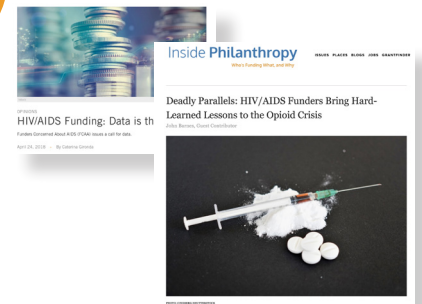 OPINION
HIV/AIDS Funding: Data is th
Funders Concerned About AIDS (FCAA) issues a call for data.
April 24, 2018 - By Caterina Gironda
Inside Philanthropy
Who's Funding What, and Why
ISSUES PLACES BLOGS JOBS GRANTFINDER
Deadly Parallels: HIV/AIDS Funders Bring Hard-
Learned Lessons to the Opioid Crisis
John Barnes, Guest Contributor